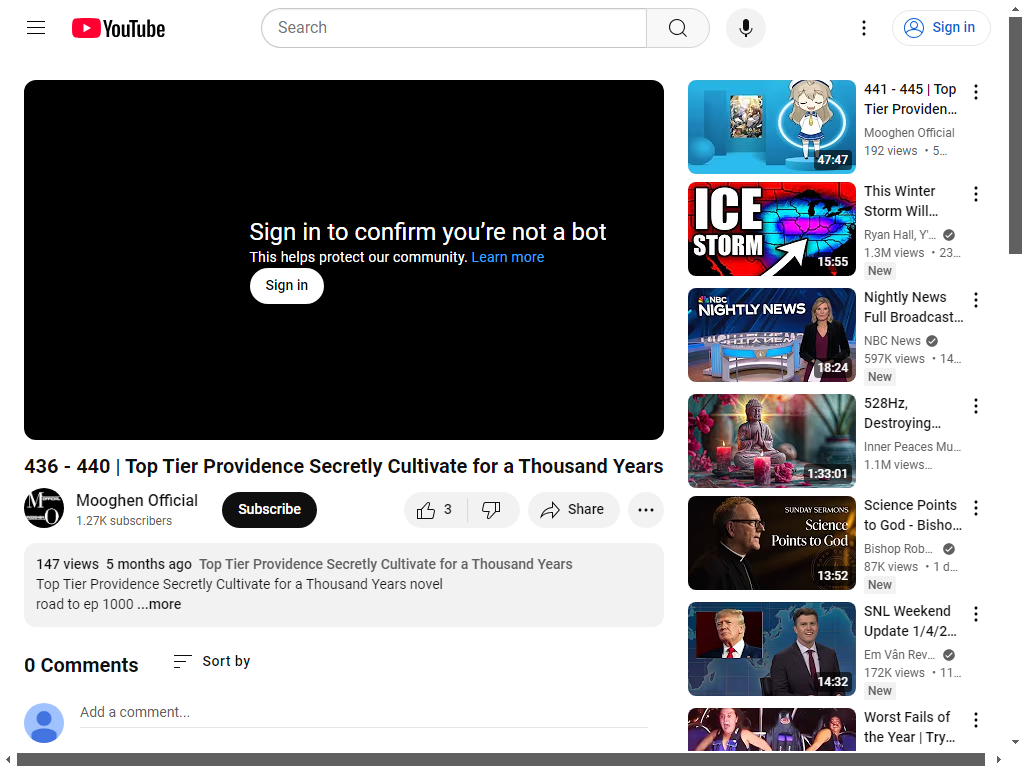 YouTube
Search
Sign in
Sign in to confirm you’re not a bot
This helps protect our community. Learn more
Sign in
436 - 440 | Top Tier Providence Secretly Cultivate for a Thousand Years
Mooghen Official
1.27K subscribers
Subscribe
3
Share
147 views 5 months ago Top Tier Providence Secretly Cultivate for a Thousand Years
Top Tier Providence Secretly Cultivate for a Thousand Years novel
road to ep 1000 ...more
0 Comments
Sort by
Add a comment...
47:47
441 - 445 | Top
Tier Providen...
Mooghen Official
192 views • 5...
ICE
STORM
15:55
This Winter
Storm Will...
Ryan Hall, Y'...
1.3M views • 23...
New
NBC
NIGHTLY NEWS
18:24
Nightly News
Full Broadcast...
NBC News
597K views • 14...
New
1:33:01
528Hz,
Destroying...
Inner Peaces Mu...
1.1M views...
SUNDAY SERMONS
Science
Points to God
13:52
Science Points
to God - Bisho...
Bishop Rob...
87K views • 1 d...
New
14:32
SNL Weekend
Update 1/4/2...
Em Vân Rev...
172K views • 11...
New
Worst Fails of
the Year | Try...